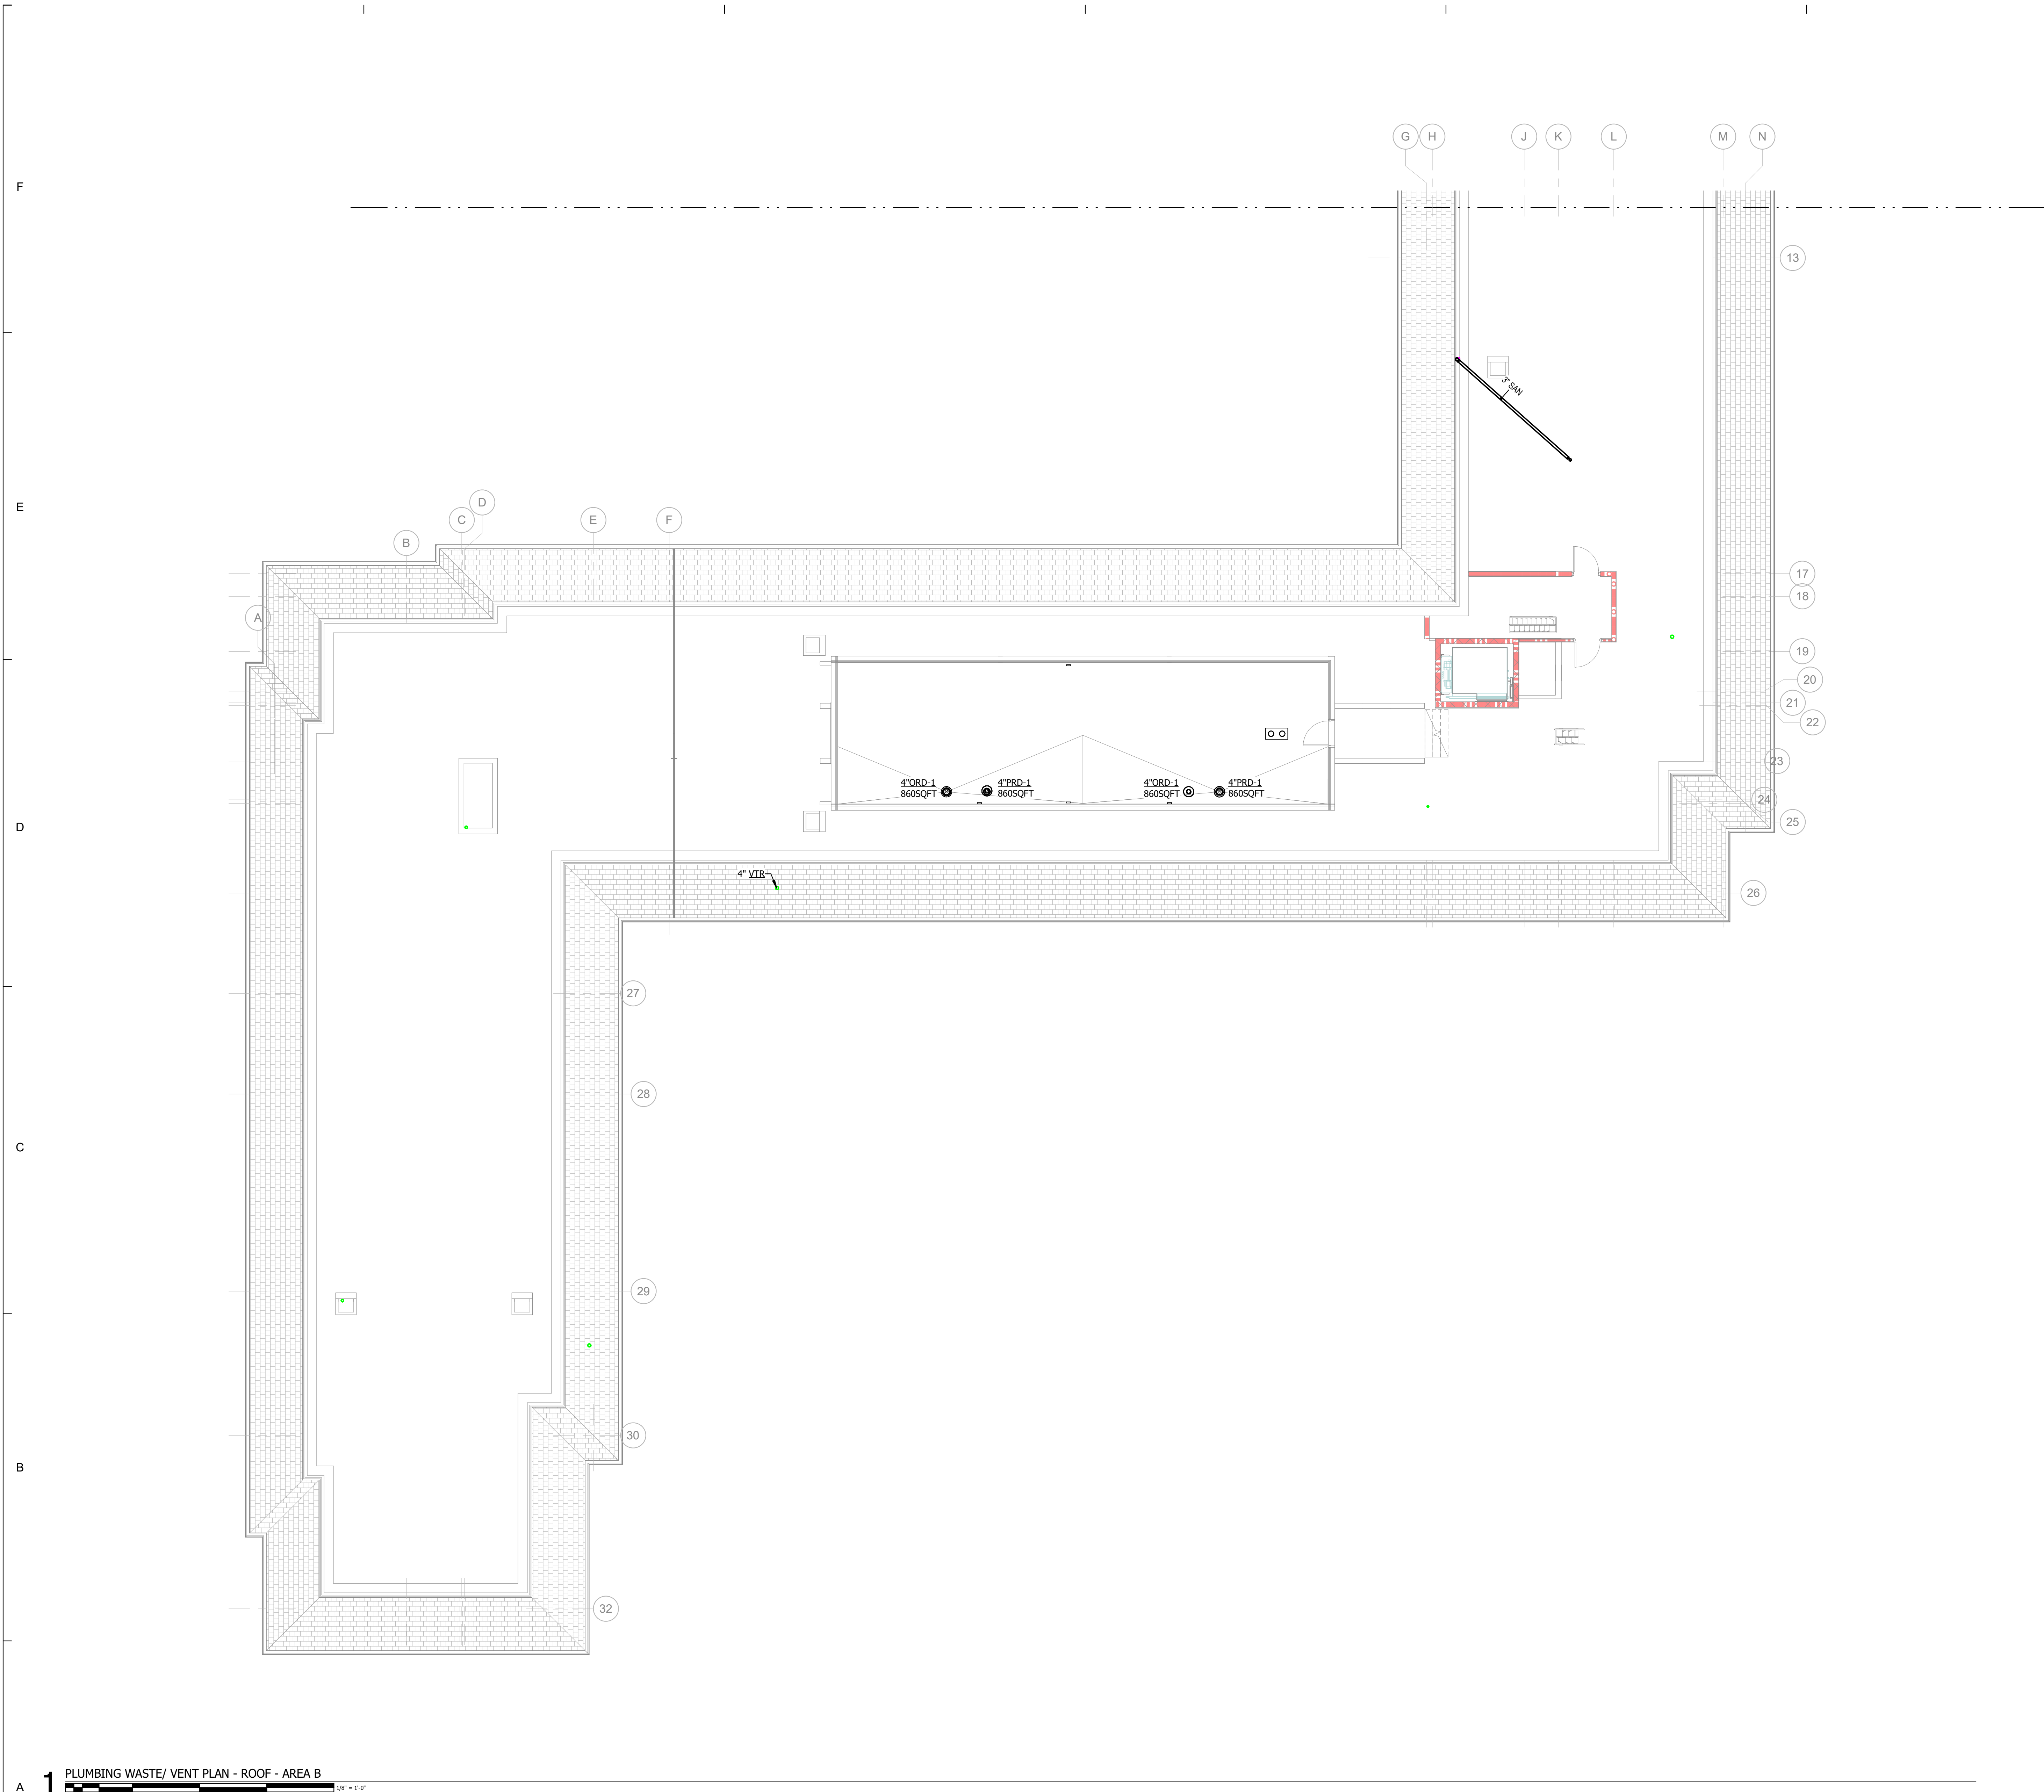 G H J K L M N
F
13
3" SAN
E
D
C E F
B
17
18
A
19
20
21
22
23
4"ORD-1 4"PRD-1 4"ORD-1 4"PRD-1
860SQFT 860SQFT 860SQFT 860SQFT
24
25
D
4" VTR
26
27
28
C
29
30
B
32
1 PLUMBING WASTE/ VENT PLAN - ROOF - AREA B
A
1/8" = 1'-0"